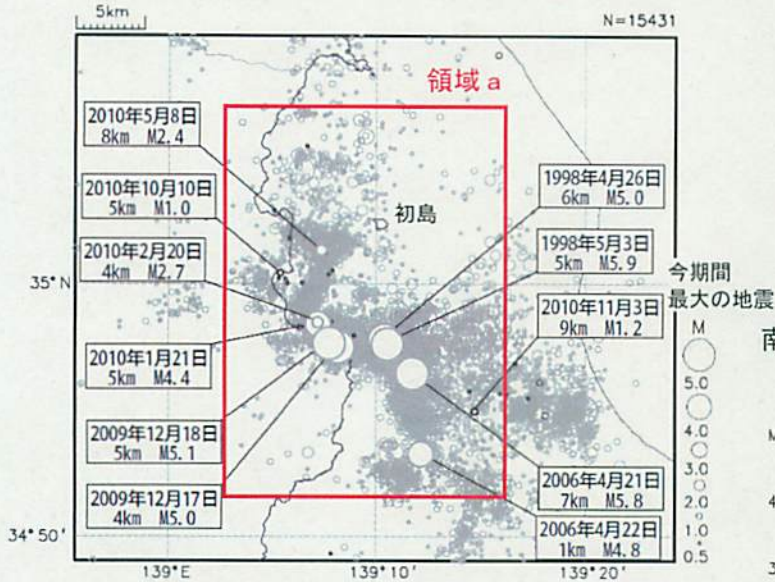 5km
N=15431
領域a
2010年5月8日
8km M2.4
2010年10月10日
5km M1.0
2010年2月20日
4km M2.7
2010年1月21日
5km M4.4
2009年12月18日
5km M5.1
2009年12月17日
4km M5.0
初島
1998年4月26日
6km M5.0
1998年5月3日
5km M5.9
2010年11月3日
9km M1.2
2006年4月21日
7km M5.8
2006年4月22日
1km M4.8
今期間
最大の地震
M
5.0
4.0
3.0
2.0
1.0
0.5
35°N
34°50'
139°E
139°10'
139°20'
南
M
4
3